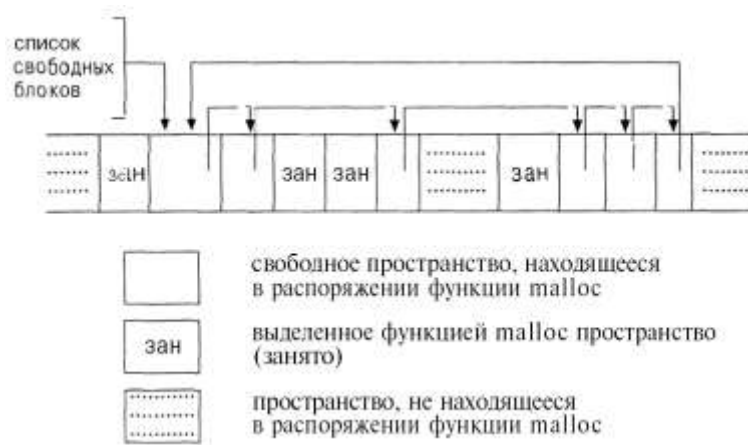 список
свободных
блоков
зан
зан зан
зан
свободное пространство, находящееся
в распоряжении функции malloc
зан
выделенное функцией malloc пространство
(занято)
пространство, не находящееся
в распоряжении функции malloc